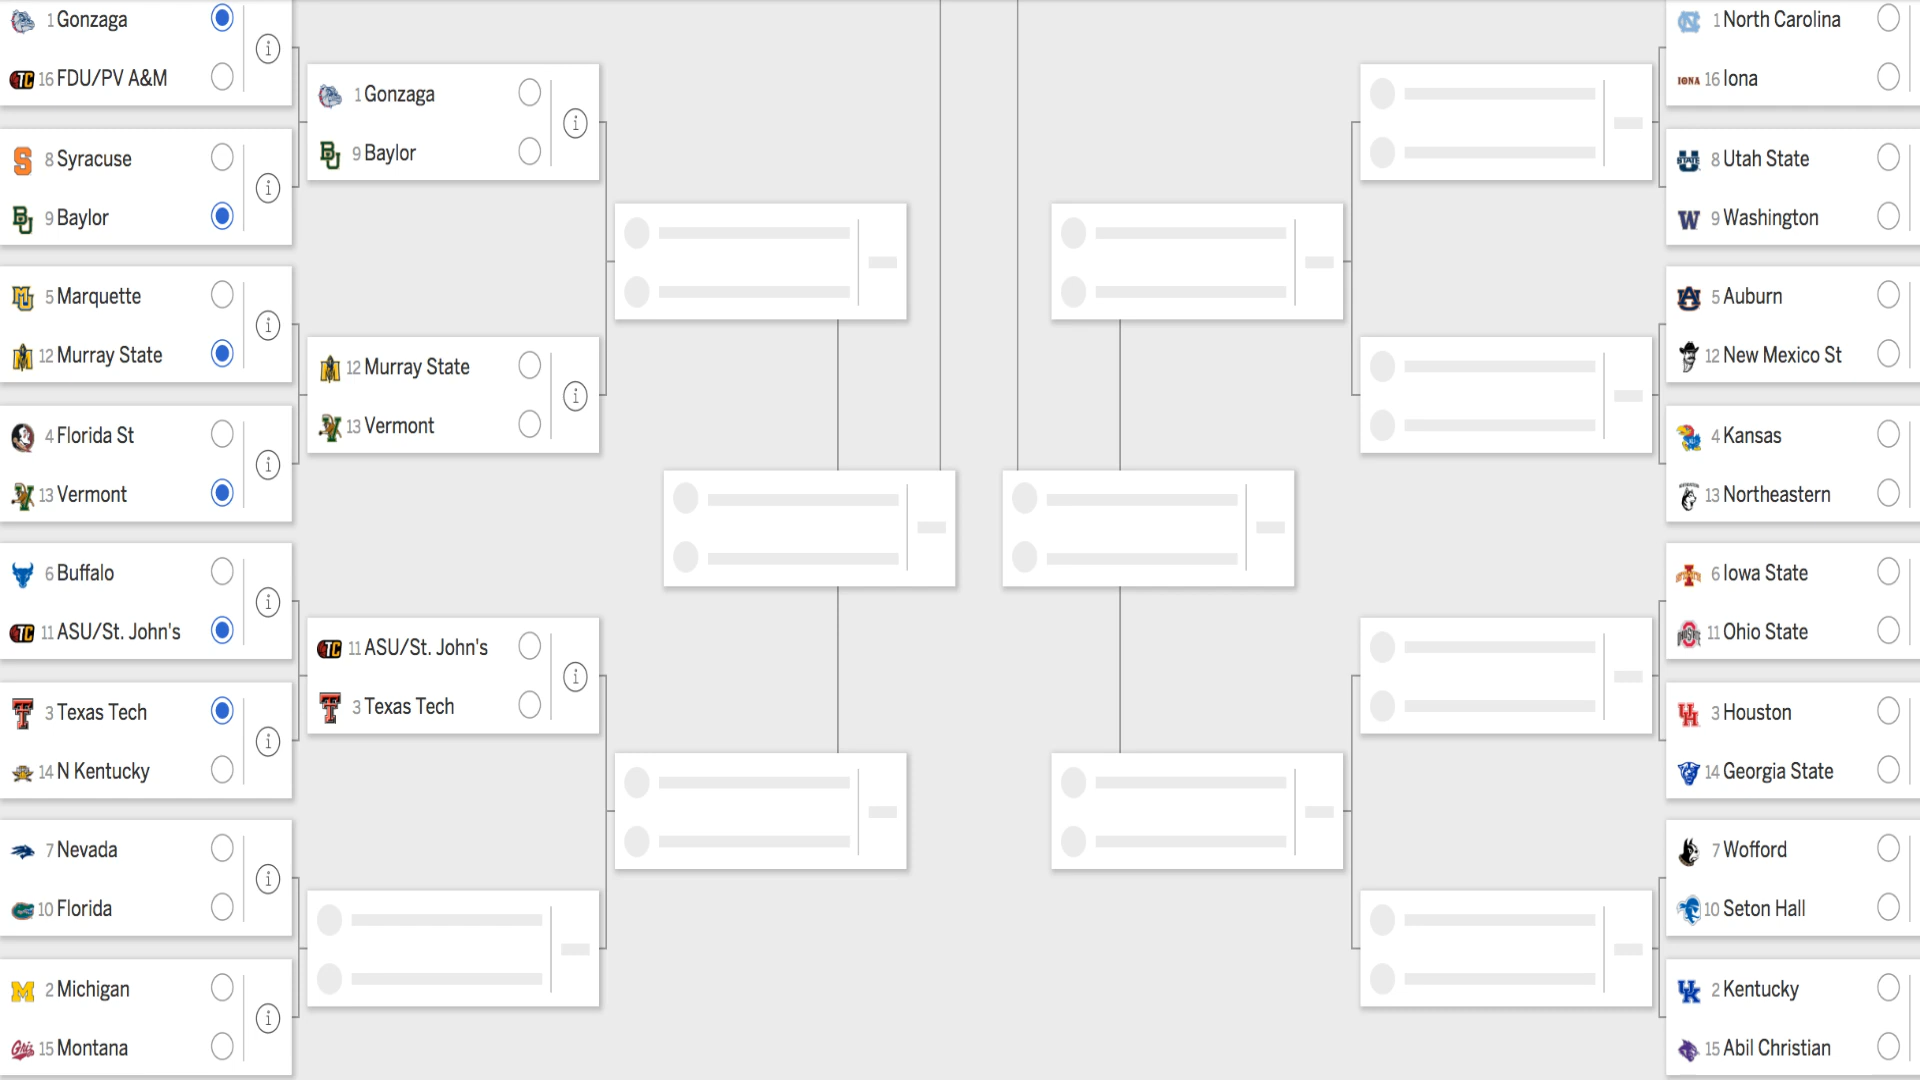 1 Gonzaga
16 FDU/PV A&M
8 Syracuse
9 Baylor
5 Marquette
12 Murray State
4 Florida St
13 Vermont
6 Buffalo
11 ASU/St. John's
3 Texas Tech
14 N Kentucky
7 Nevada
10 Florida
2 Michigan
15 Montana
1 Gonzaga
9 Baylor
12 Murray State
13 Vermont
11 ASU/St. John's
3 Texas Tech
1 North Carolina
IONA 16 Iona
8 Utah State
9 Washington
5 Auburn
12 New Mexico St
4 Kansas
13 Northeastern
6 Iowa State
11 Ohio State
3 Houston
14 Georgia State
7 Wofford
10 Seton Hall
2 Kentucky
15 Abil Christian